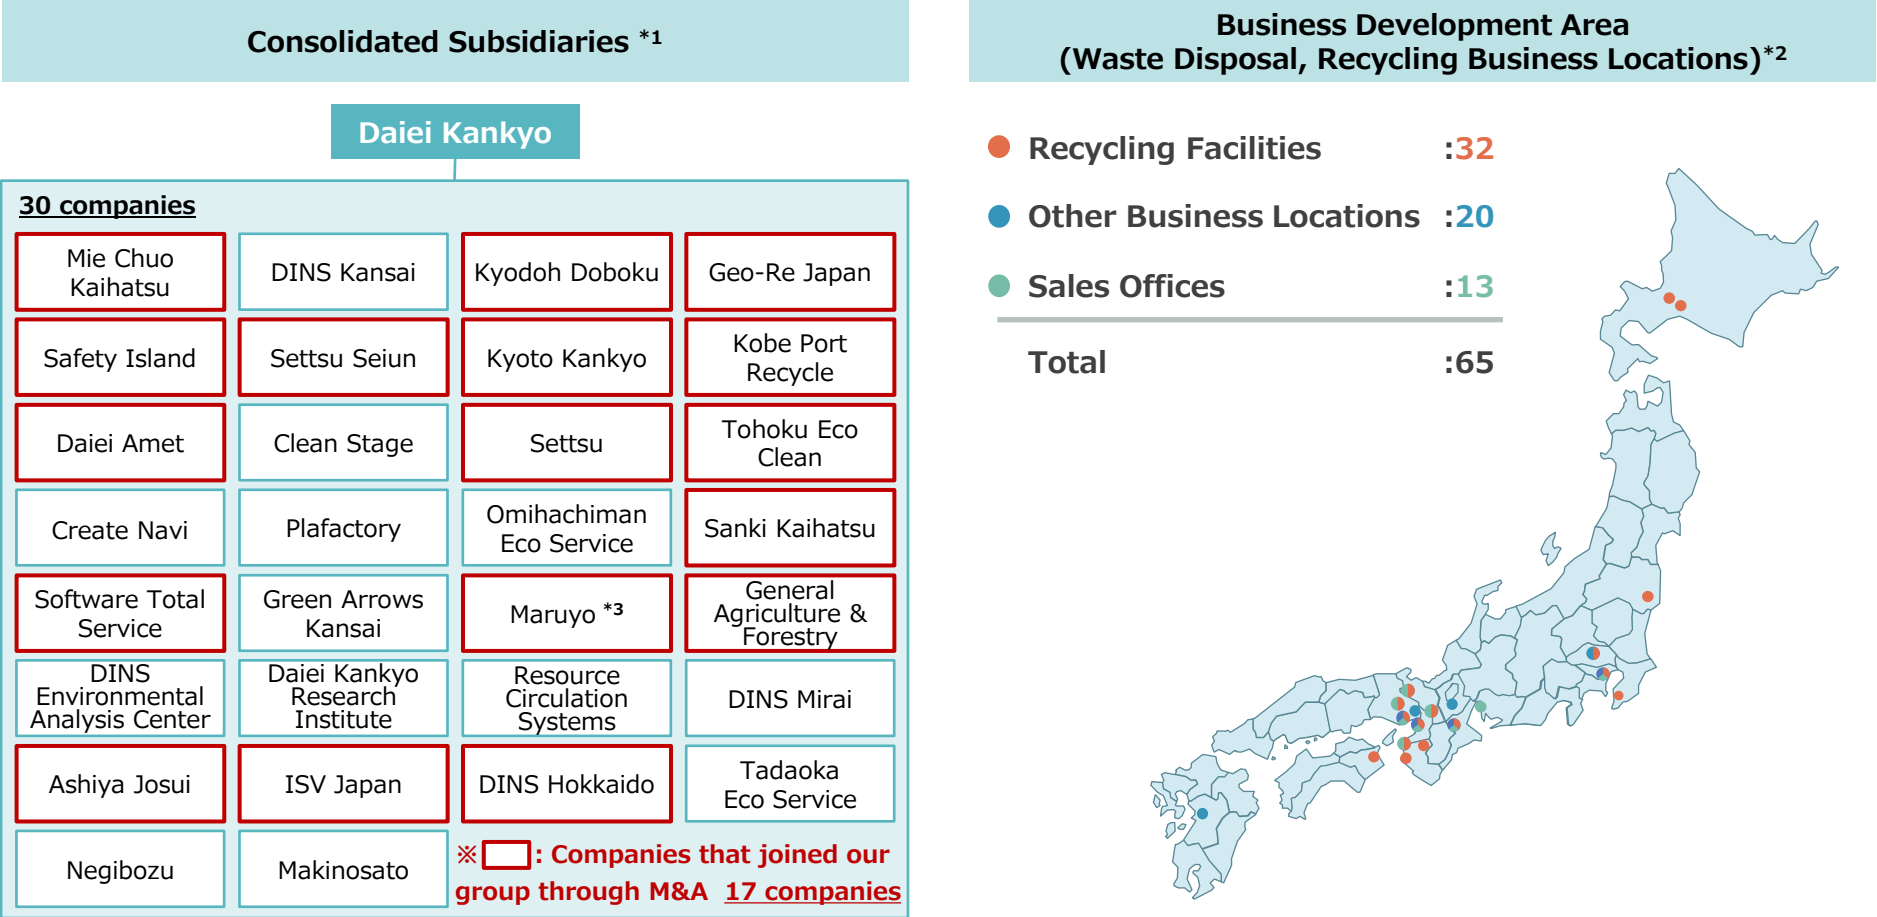 Consolidated Subsidiaries *1
Daiei Kankyo
30 companies
Mie Chuo
Kaihatsu
DINS Kansai
Kyodoh Doboku
Geo-Re Japan
Safety Island
Settsu Seiun
Kyoto Kankyo
Kobe Port
Recycle
Daiei Amet
Clean Stage
Settsu
Tohoku Eco
Clean
Create Navi
Plafactory
Omihachiman
Eco Service
Sanki Kaihatsu
Software Total
Service
Green Arrows
Kansai
Maruyo *3
General
Agriculture &
Forestry
DINS
Environmental
Analysis Center
Daiei Kankyo
Research
Institute
Resource
Circulation
Systems
DINS Mirai
Ashiya Josui
ISV Japan
DINS Hokkaido
Tadaoka
Eco Service
Negibozu
Makinosato
※ : Companies that joined our
group through M&A 17 companies
Business Development Area
(Waste Disposal, Recycling Business Locations)*2
Recycling Facilities :32
Other Business Locations :20
Sales Offices :13
Total :65